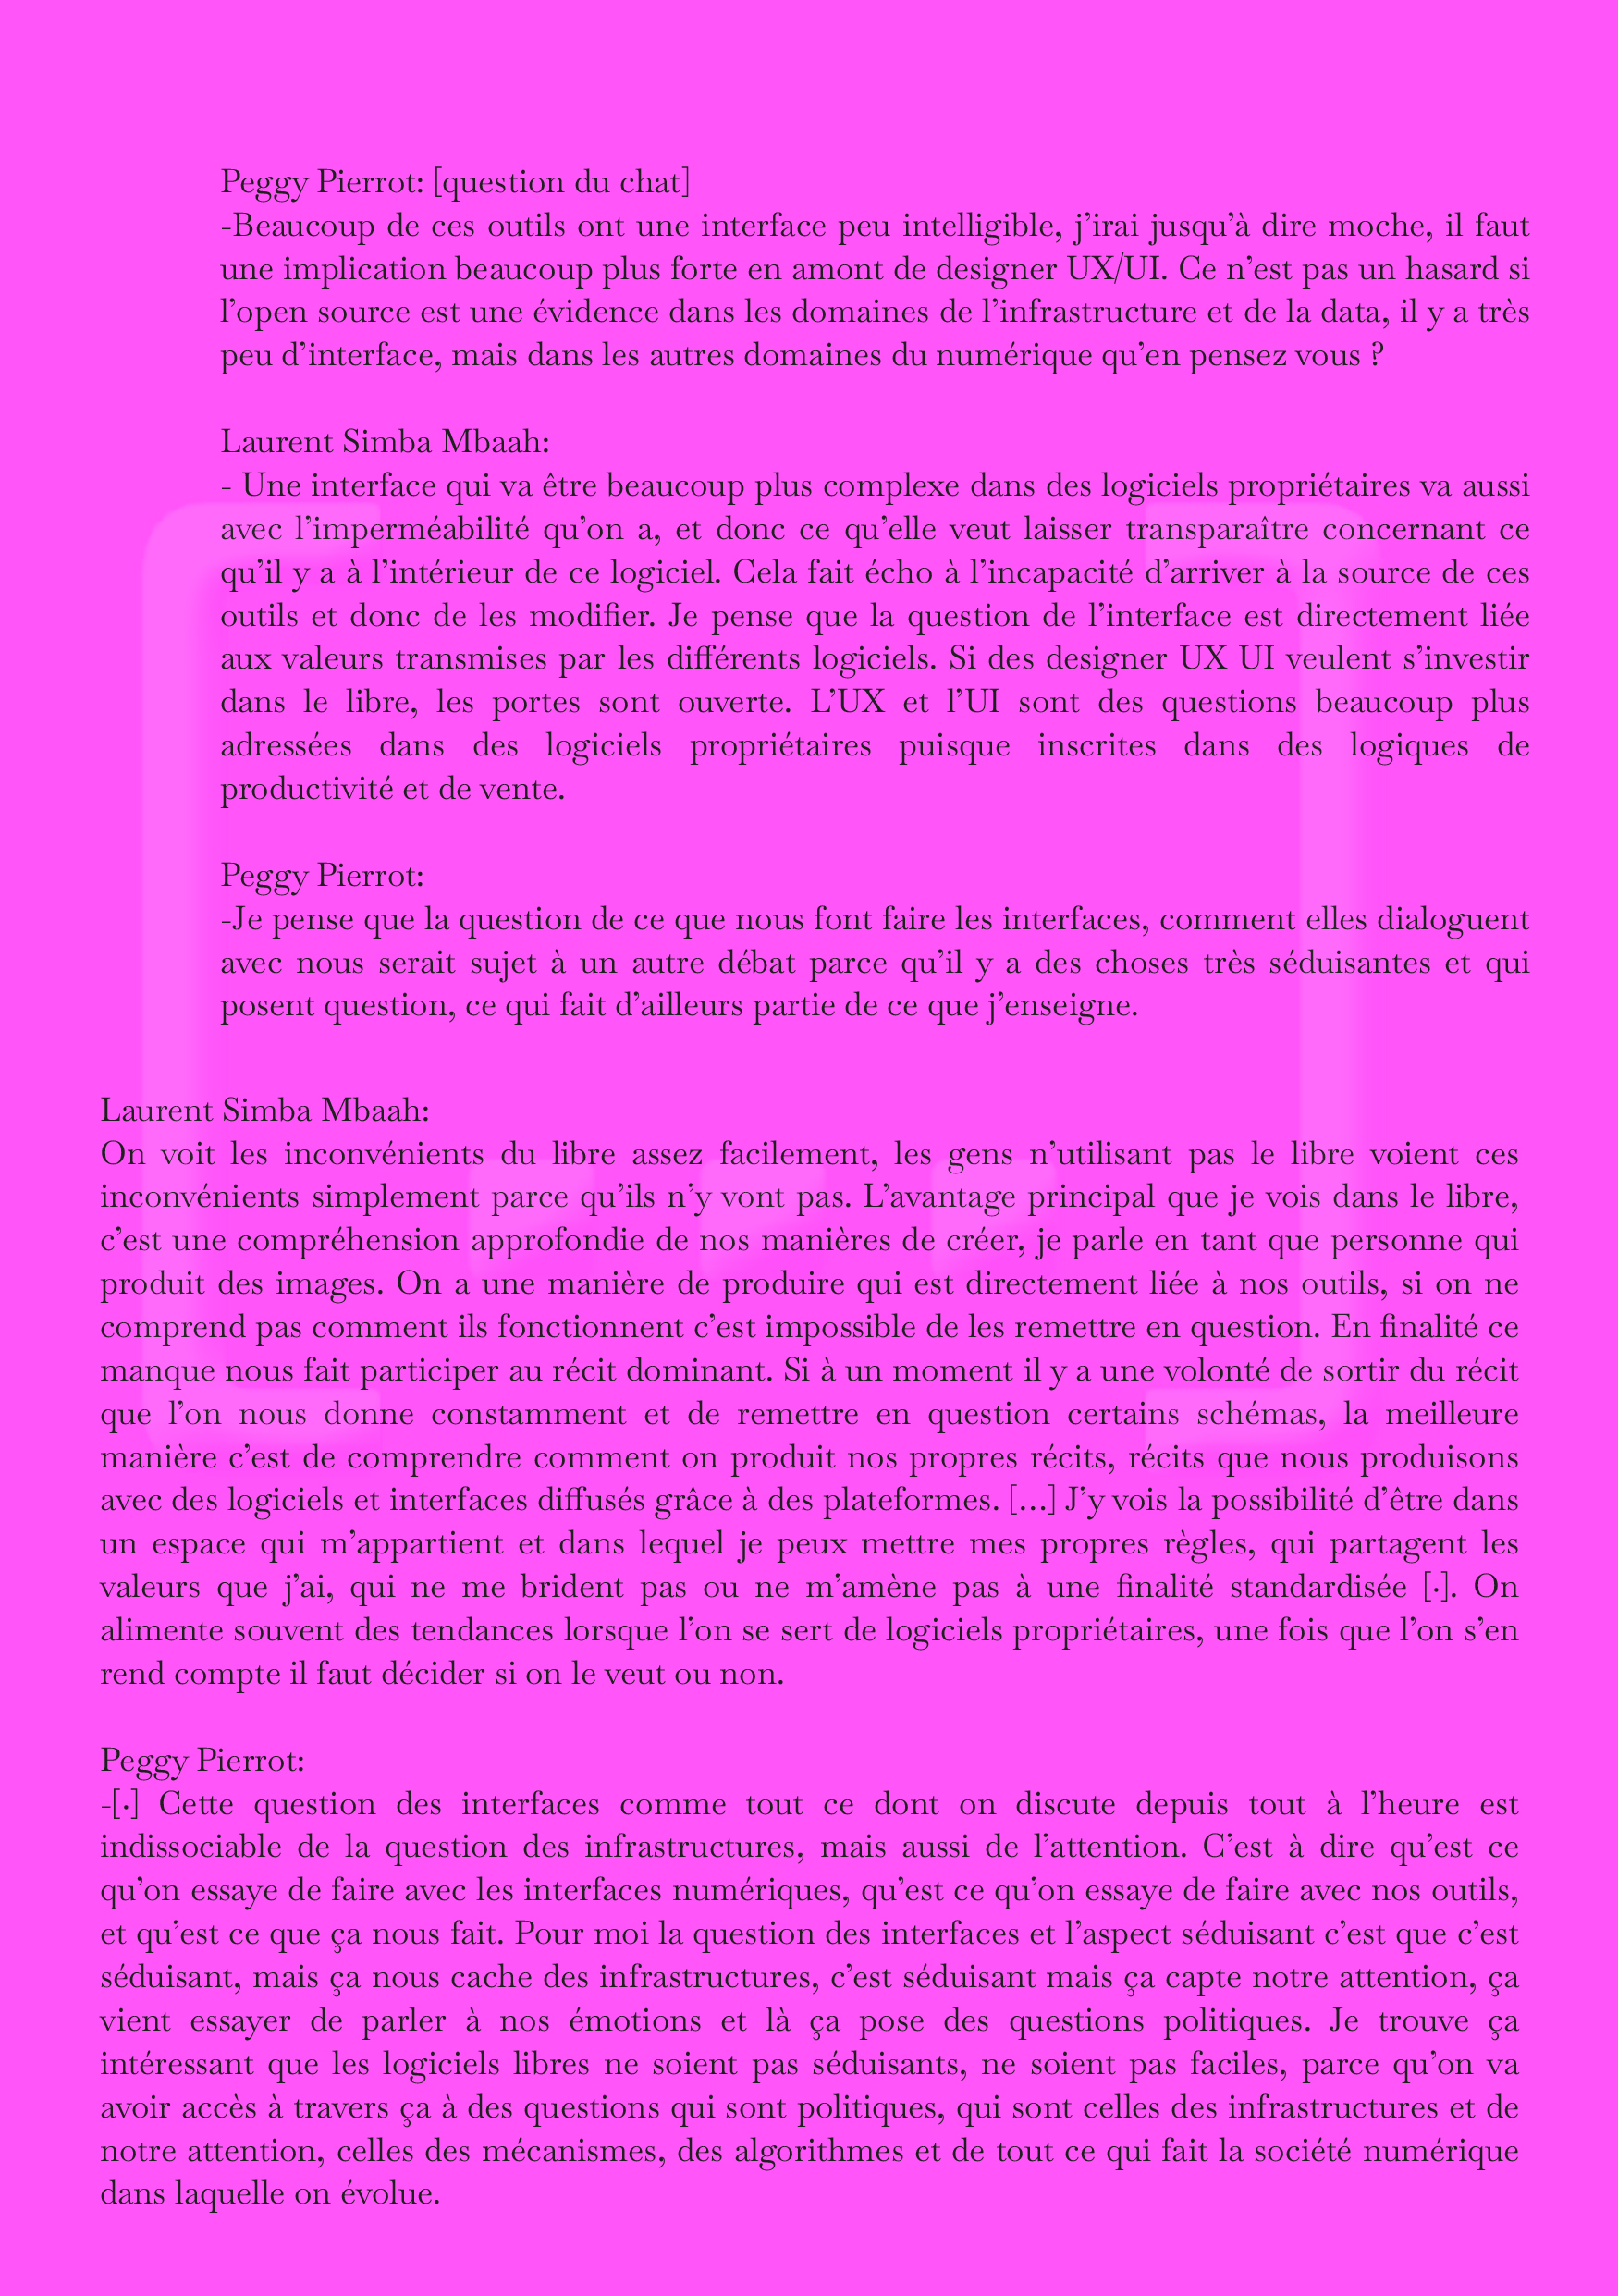 Peggy Pierrot: [question du chat]
-Beaucoup de ces outils ont une interface peu intelligible, j’irai jusqu’à dire moche, il faut
une implication beaucoup plus forte en amont de designer UX/UI. Ce n’est pas un hasard si
l’open source est une évidence dans les domaines de l’infrastructure et de la data, il y a très
peu d’interface, mais dans les autres domaines du numérique qu’en pensez vous ?
Laurent Simba Mbaah:
- Une interface qui va être beaucoup plus complexe dans des logiciels propriétaires va aussi
avec l’imperméabilité qu’on a, et donc ce qu’elle veut laisser transparaître concernant ce
qu’il y a à l’intérieur de ce logiciel. Cela fait écho à l’incapacité d’arriver à la source de ces
outils et donc de les modifier. Je pense que la question de l’interface est directement liée
aux valeurs transmises par les différents logiciels. Si des designer UX UI veulent s’investir
dans le libre, les portes sont ouverte. L’UX et l’UI sont des questions beaucoup plus
adressées dans des logiciels propriétaires puisque inscrites dans des logiques de
productivité et de vente.
Peggy Pierrot:
-Je pense que la question de ce que nous font faire les interfaces, comment elles dialoguent
avec nous serait sujet à un autre débat parce qu’il y a des choses très séduisantes et qui
posent question, ce qui fait d’ailleurs partie de ce que j’enseigne.
Laurent Simba Mbaah:
On voit les inconvénients du libre assez facilement, les gens n’utilisant pas le libre voient ces
inconvénients simplement parce qu’ils n’y vont pas. L’avantage principal que je vois dans le libre,
c’est une compréhension approfondie de nos manières de créer, je parle en tant que personne qui
produit des images. On a une manière de produire qui est directement liée à nos outils, si on ne
comprend pas comment ils fonctionnent c’est impossible de les remettre en question. En finalité ce
manque nous fait participer au récit dominant. Si à un moment il y a une volonté de sortir du récit
que l’on nous donne constamment et de remettre en question certains schémas, la meilleure
manière c’est de comprendre comment on produit nos propres récits, récits que nous produisons
avec des logiciels et interfaces diffusés grâce à des plateformes. [...] J’y vois la possibilité d’être dans
un espace qui m’appartient et dans lequel je peux mettre mes propres règles, qui partagent les
valeurs que j’ai, qui ne me brident pas ou ne m’amène pas à une finalité standardisée [·]. On
alimente souvent des tendances lorsque l’on se sert de logiciels propriétaires, une fois que l’on s’en
rend compte il faut décider si on le veut ou non.
Peggy Pierrot:
-[·] Cette question des interfaces comme tout ce dont on discute depuis tout à l’heure est
indissociable de la question des infrastructures, mais aussi de l’attention. C’est à dire qu’est ce
qu’on essaye de faire avec les interfaces numériques, qu’est ce qu’on essaye de faire avec nos outils,
et qu’est ce que ça nous fait. Pour moi la question des interfaces et l’aspect séduisant c’est que c’est
séduisant, mais ça nous cache des infrastructures, c’est séduisant mais ça capte notre attention, ça
vient essayer de parler à nos émotions et là ça pose des questions politiques. Je trouve ça
intéressant que les logiciels libres ne soient pas séduisants, ne soient pas faciles, parce qu’on va
avoir accès à travers ça à des questions qui sont politiques, qui sont celles des infrastructures et de
notre attention, celles des mécanismes, des algorithmes et de tout ce qui fait la société numérique
dans laquelle on évolue.